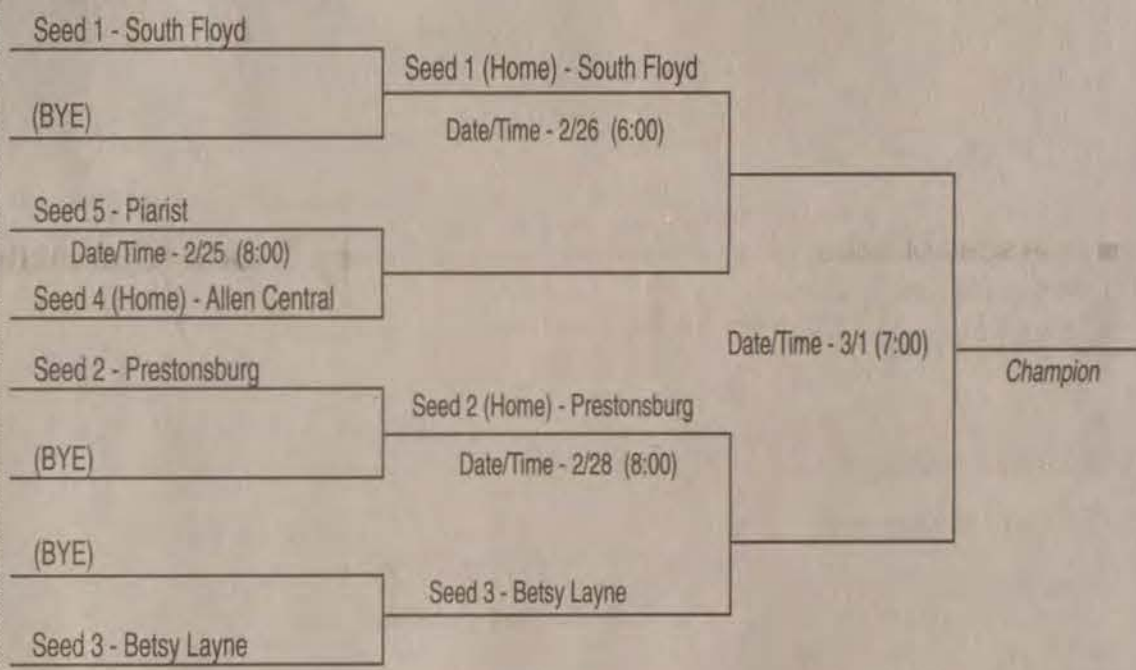 Seed 1 - South Floyd
Seed 1 (Home) - South Floyd
(BYE)
Date/Time - 2/26 (6:00)
Seed 5 - Piarist
Date/Time - 2/25 (8:00)
Seed 4 (Home) - Allen Central
Date/Time - 3/1 (7:00)
Seed 2 - Prestonsburg
Champion
Seed 2 (Home) - Prestonsburg
(BYE)
Date/Time - 2/28 (8:00)
(BYE)
Seed 3 - Betsy Layne
Seed 3 - Betsy Layne